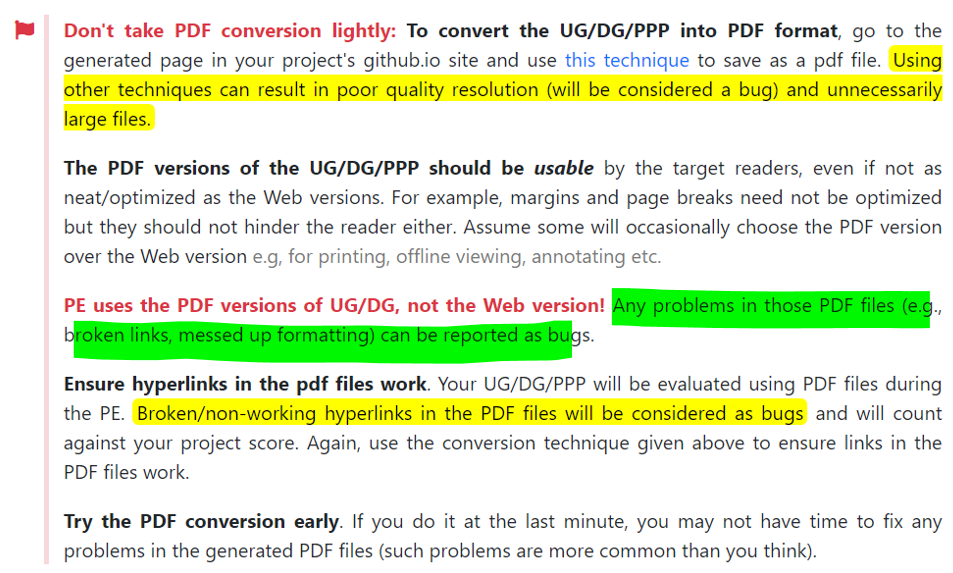 Don't take PDF conversion lightly: To convert the UG/DG/PPP into PDF format, go to the
generated page in your project's github.io site and use this technique to save as a pdf file. Using
other techniques can result in poor quality resolution (will be considered a bug) and unnecessarily
large files.
The PDF versions of the UG/DG/PPP should be usable by the target readers, even if not as
neat/optimized as the Web versions. For example, margins and page breaks need not be optimized
but they should not hinder the reader either. Assume some will occasionally choose the PDF version
over the Web version e.g, for printing, offline viewing, annotating etc.
PE uses the PDF versions of UG/DG, not the Web version! Any problems in those PDF files (e.g.,
broken links, messed up formatting) can be reported as bugs.
Ensure hyperlinks in the pdf files work. Your UG/DG/PPP will be evaluated using PDF files during
the PE. Broken/non-working hyperlinks in the PDF files will be considered as bugs and will count
against your project score. Again, use the conversion technique given above to ensure links in the
PDF files work.
Try the PDF conversion early. If you do it at the last minute, you may not have time to fix any
problems in the generated PDF files (such problems are more common than you think).